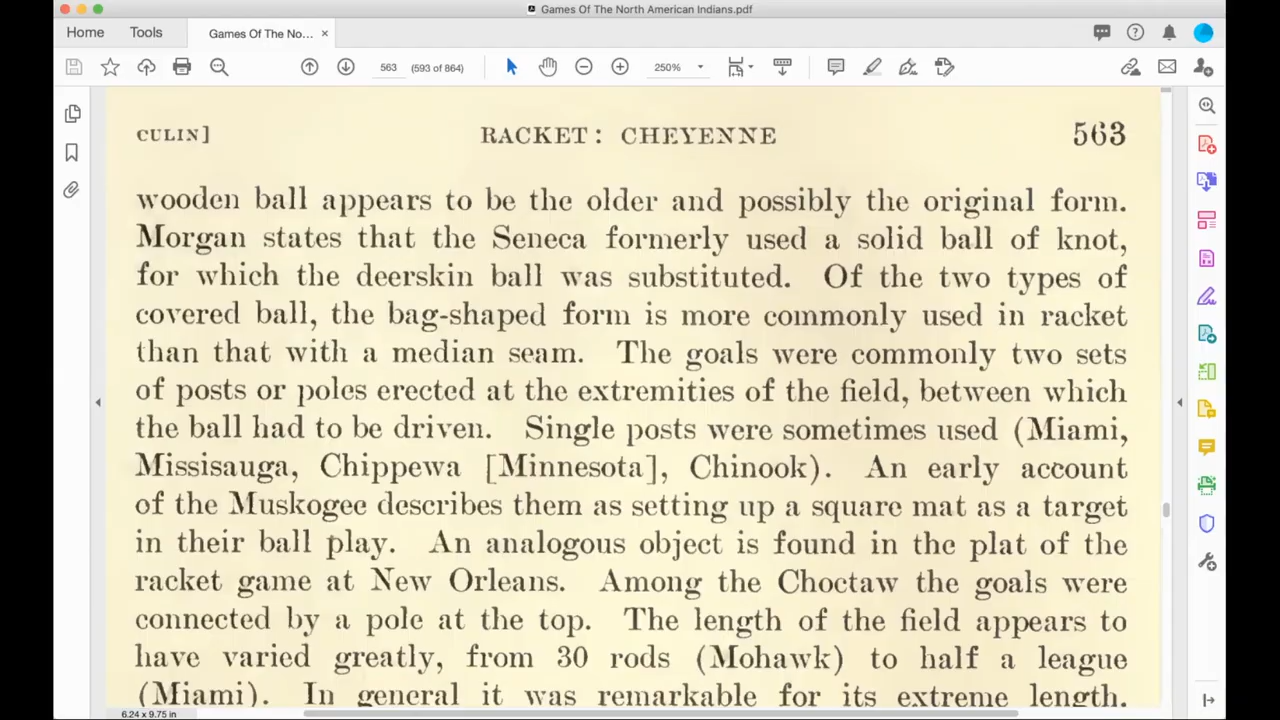 Games Of The North American Indians.pdf
Home
Tools
Games Of The No... ×
563
(593 of 864)
250%
CULIN]
RACKET: CHEYENNE
563
wooden ball appears to be the older and possibly the original form.
Morgan states that the Seneca formerly used a solid ball of knot,
for which the deerskin ball was substituted. Of the two types of
covered ball, the bag-shaped form is more commonly used in racket
than that with a median seam. The goals were commonly two sets
of posts or poles erected at the extremities of the field, between which
the ball had to be driven. Single posts were sometimes used (Miami,
Missisauga, Chippewa [Minnesota], Chinook). An early account
of the Muskogee describes them as setting up a square mat as a target
in their ball play. An analogous object is found in the plat of the
racket game at New Orleans. Among the Choctaw the goals were
connected by a pole at the top. The length of the field appears to
have varied greatly, from 30 rods (Mohawk) to half a league
(Miami). In general it was remarkable for its extreme length.
6.24 x 9.75 in